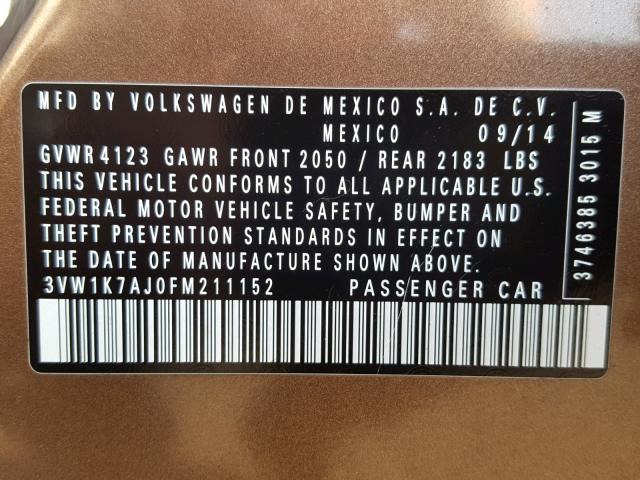 MFD BY VOLKSWAGEN DE MEXICO S.A. DE C.V.
MEXICO 09/14
GVWR 4123 GAWR FRONT 2050 / REAR 2183 LBS
THIS VEHICLE CONFORMS TO ALL APPLICABLE U.S.
FEDERAL MOTOR VEHICLE SAFETY, BUMPER AND
THEFT PREVENTION STANDARDS IN EFFECT ON
THE DATE OF MANUFACTURE SHOWN ABOVE.
3VW1K7AJ0FM211152 PASSENGER CAR
3746385 3015 M